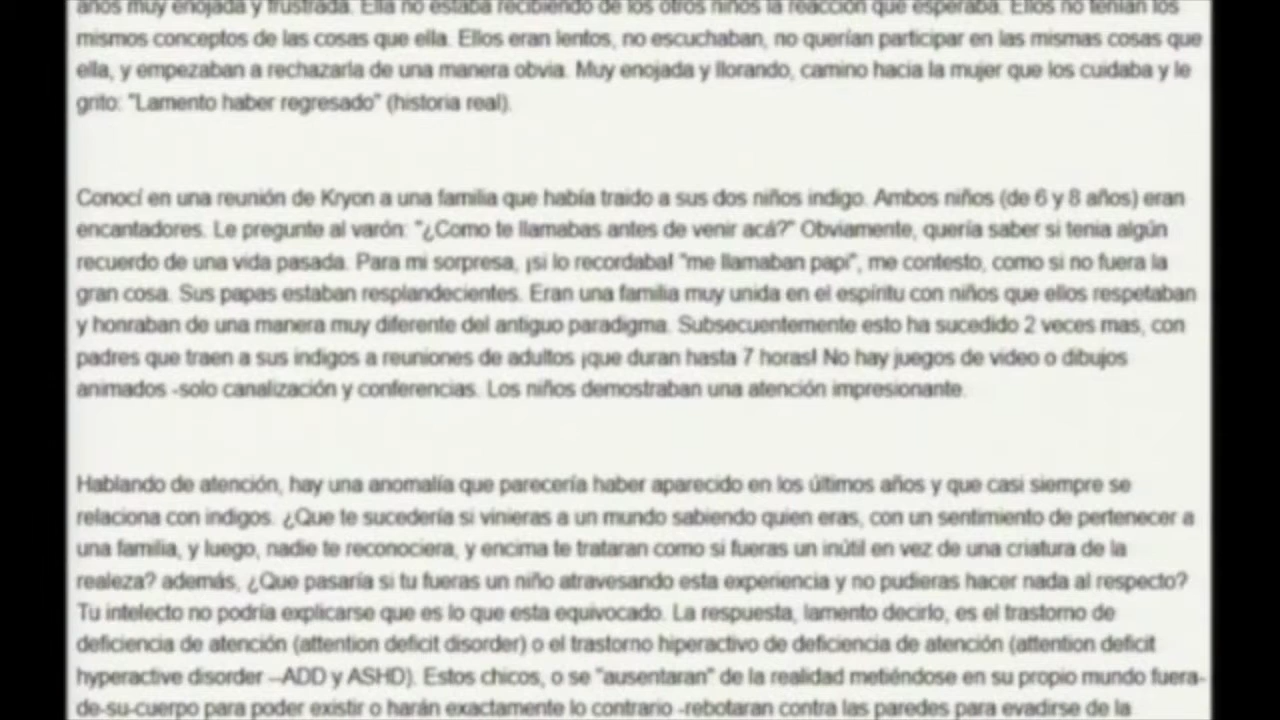 años muy enojada y frustrada. Ella no estaba recibiendo de los otros niños la reacción que esperaba. Ellos no tenían los
mismos conceptos de las cosas que ella. Ellos eran lentos, no escuchaban, no querían participar en las mismas cosas que
ella, y empezaban a rechazarla de una manera obvia. Muy enojada y llorando, camino hacia la mujer que los cuidaba y le
grito: "Lamento haber regresado" (historia real).
Conocí en una reunión de Kryon a una familia que había traido a sus dos niños indigo. Ambos niños (de 6 y 8 años) eran
encantadores. Le pregunte al varón: "¿Como te llamabas antes de venir acá?" Obviamente, quería saber si tenia algún
recuerdo de una vida pasada. Para mi sorpresa, ¡si lo recordaba! "me llamaban papi", me contesto, como si no fuera la
gran cosa. Sus papas estaban resplandecientes. Eran una familia muy unida en el espíritu con niños que ellos respetaban
y honraban de una manera muy diferente del antiguo paradigma. Subsecuentemente esto ha sucedido 2 veces mas, con
padres que traen a sus indigos a reuniones de adultos ¡que duran hasta 7 horas! No hay juegos de video o dibujos
animados -solo canalización y conferencias. Los niños demostraban una atención impresionante.
Hablando de atención, hay una anomalía que parecería haber aparecido en los últimos años y que casi siempre se
relaciona con indigos. ¿Que te sucedería si vinieras a un mundo sabiendo quien eras, con un sentimiento de pertenecer a
una familia, y luego, nadie te reconociera, y encima te trataran como si fueras un inútil en vez de una criatura de la
realeza? además, ¿Que pasaría si tu fueras un niño atravesando esta experiencia y no pudieras hacer nada al respecto?
Tu intelecto no podría explicarse que es lo que esta equivocado. La respuesta, lamento decirlo, es el trastorno de
deficiencia de atención (attention deficit disorder) o el trastorno hiperactivo de deficiencia de atención (attention deficit
hyperactive disorder –ADD y ASHD). Estos chicos, o se "ausentaran" de la realidad metiéndose en su propio mundo fuera-
de-su-cuerpo para poder existir o harán exactamente lo contrario -rebotaran contra las paredes para evadirse de la